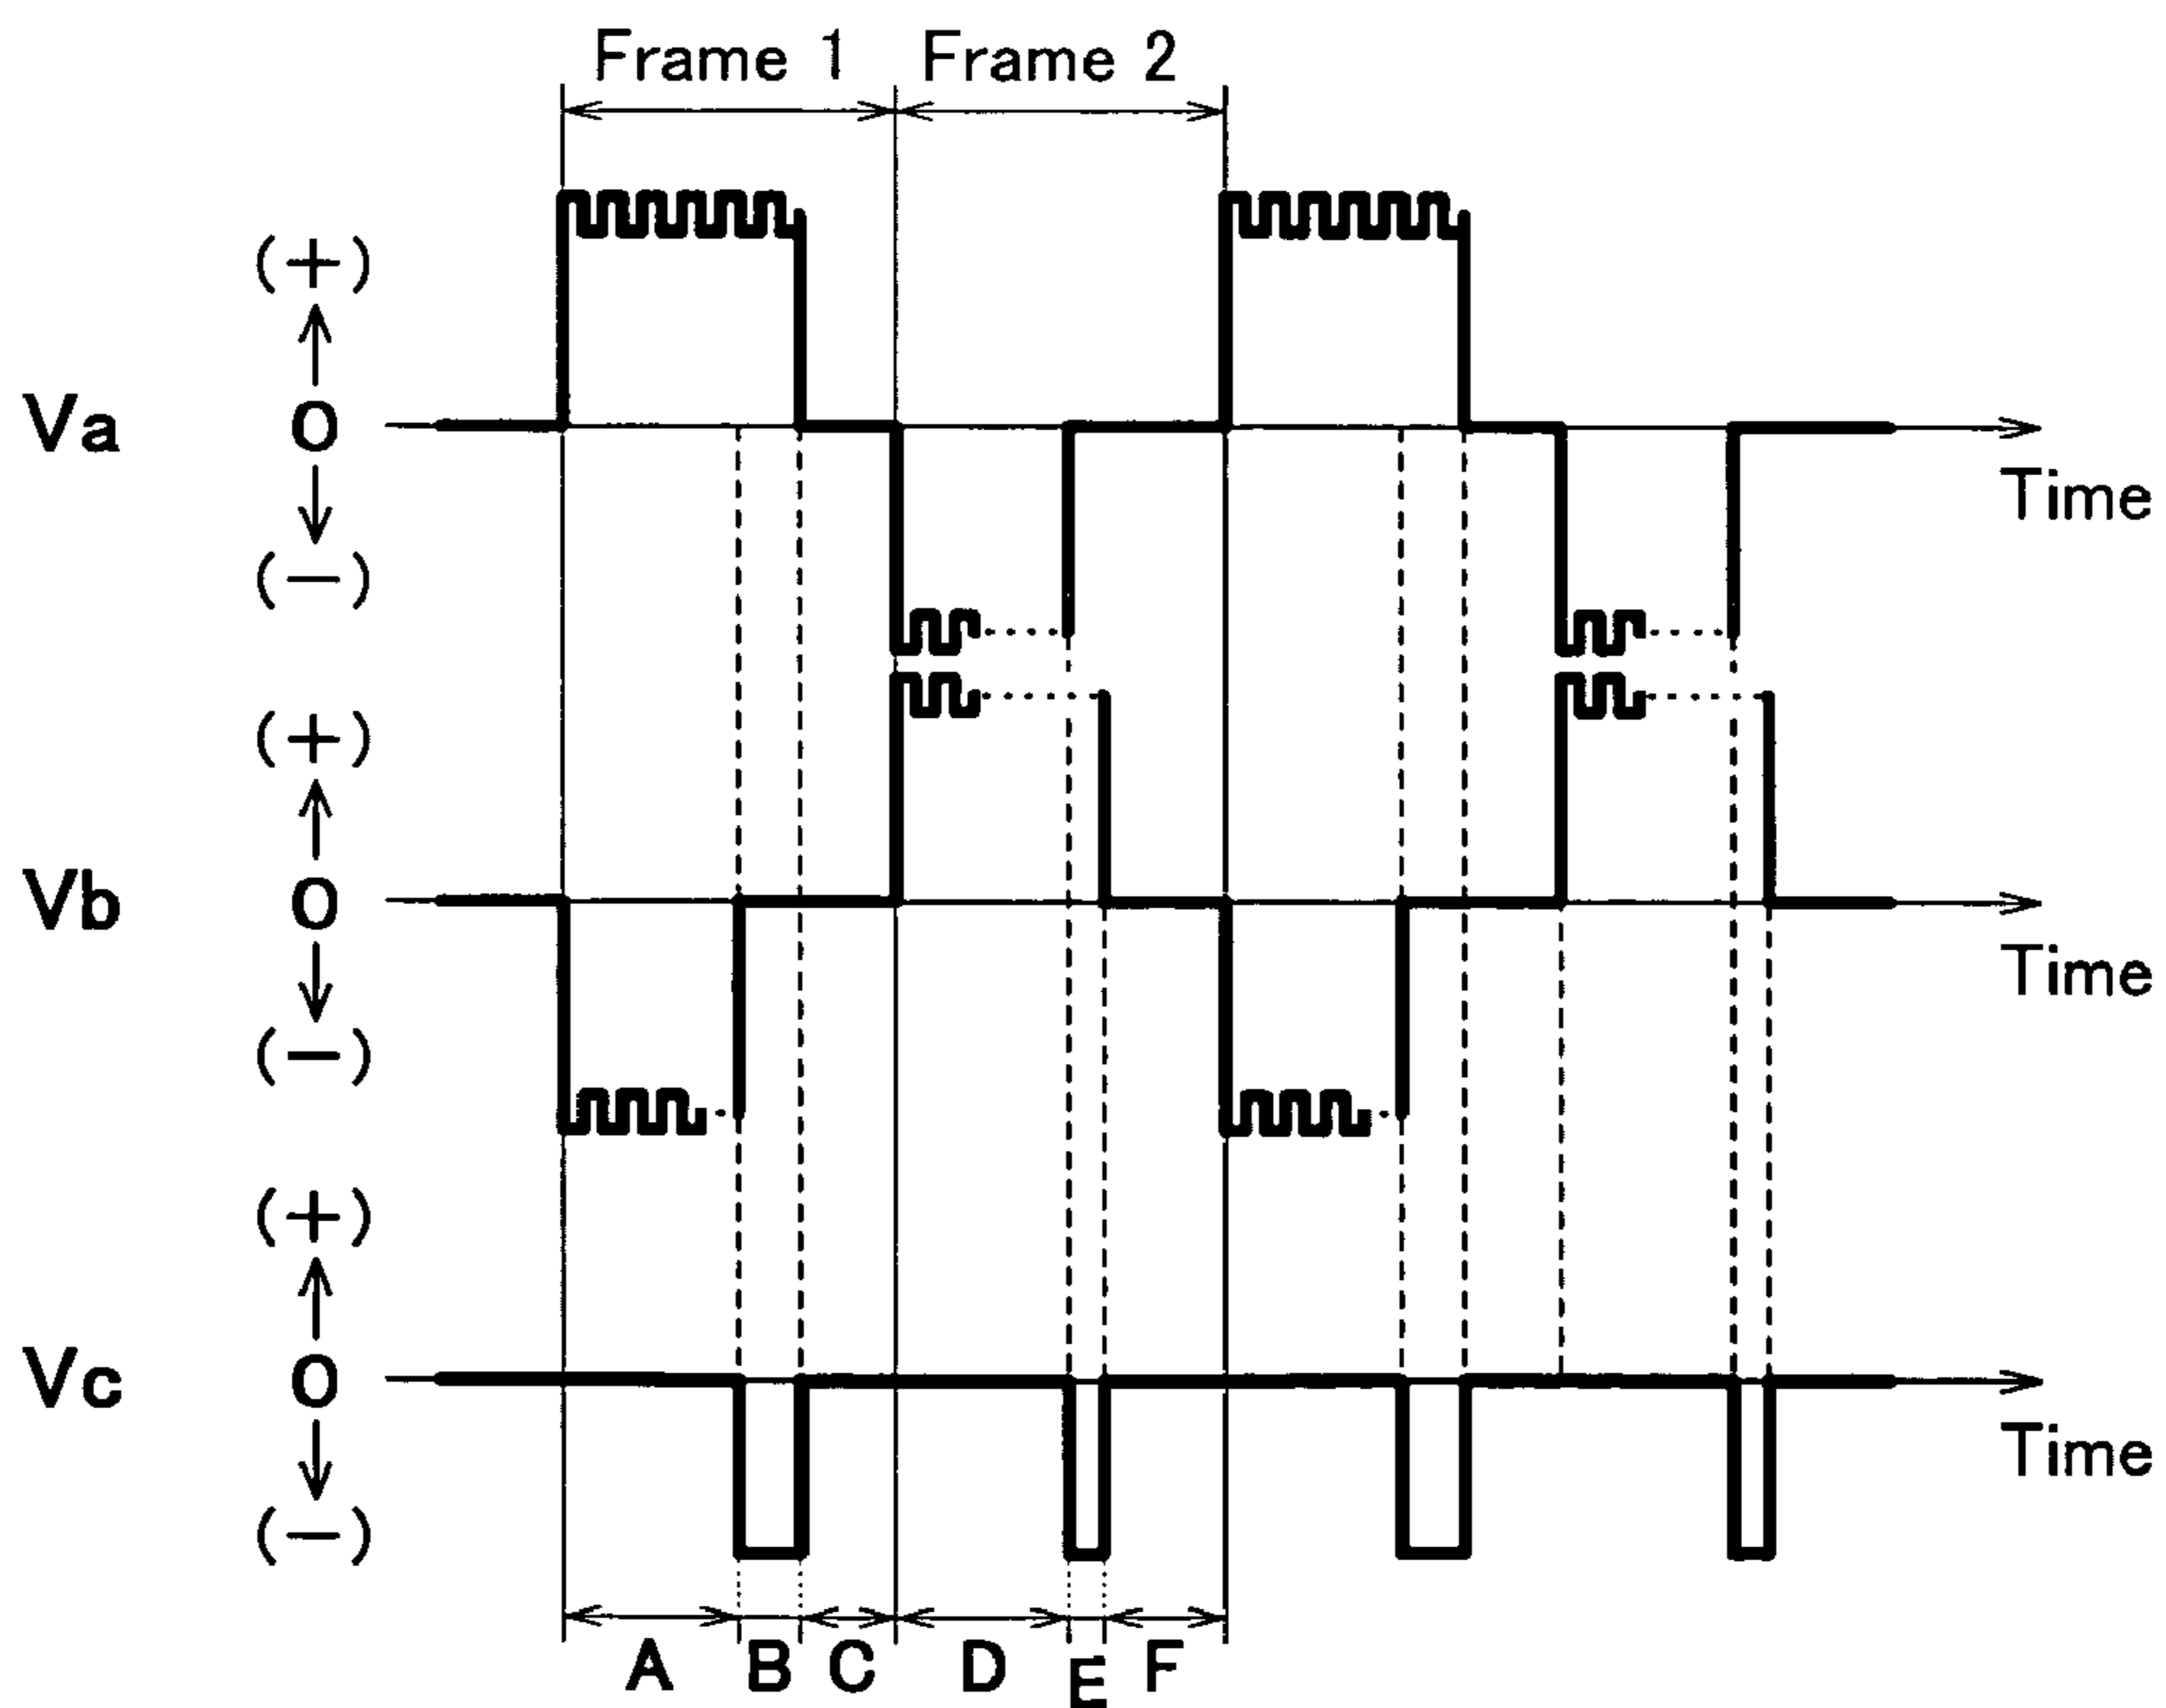 Frame 1 Frame 2
(+)
Va O
Time
(−)
(+)
Vb O
Time
(−)
(+)
Vc O
Time
(−)
A B C D E F